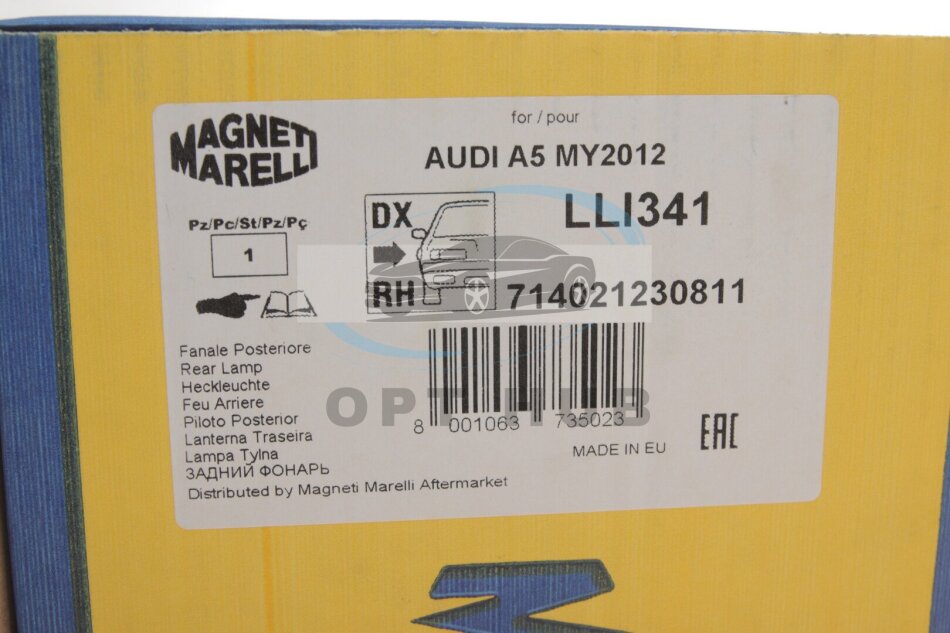 MAGNETI
MARELLI
for / pour
AUDI A5 MY2012
LLI341
Pz/Pc/St/Pz/Pç
1
DX
RH
714021230811
Fanale Posteriore
Rear Lamp
Heckleuchte
Feu Arriere
Piloto Posterior
Lanterna Traseira
Lampa Tylna
ЗАДНИЙ ФОНАРЬ
OPT HUB
8 001063 735023
MADE IN EU
EAC
Distributed by Magneti Marelli Aftermarket